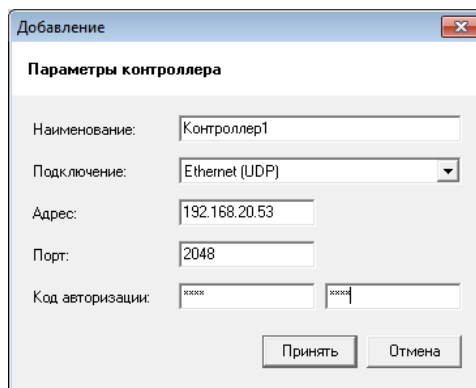 Добавление
Параметры контроллера
Наименование: Контроллер1
Подключение: Ethernet (UDP)
Адрес: 192.168.20.53
Порт: 2048
Код авторизации: **** ****
Принять Отмена